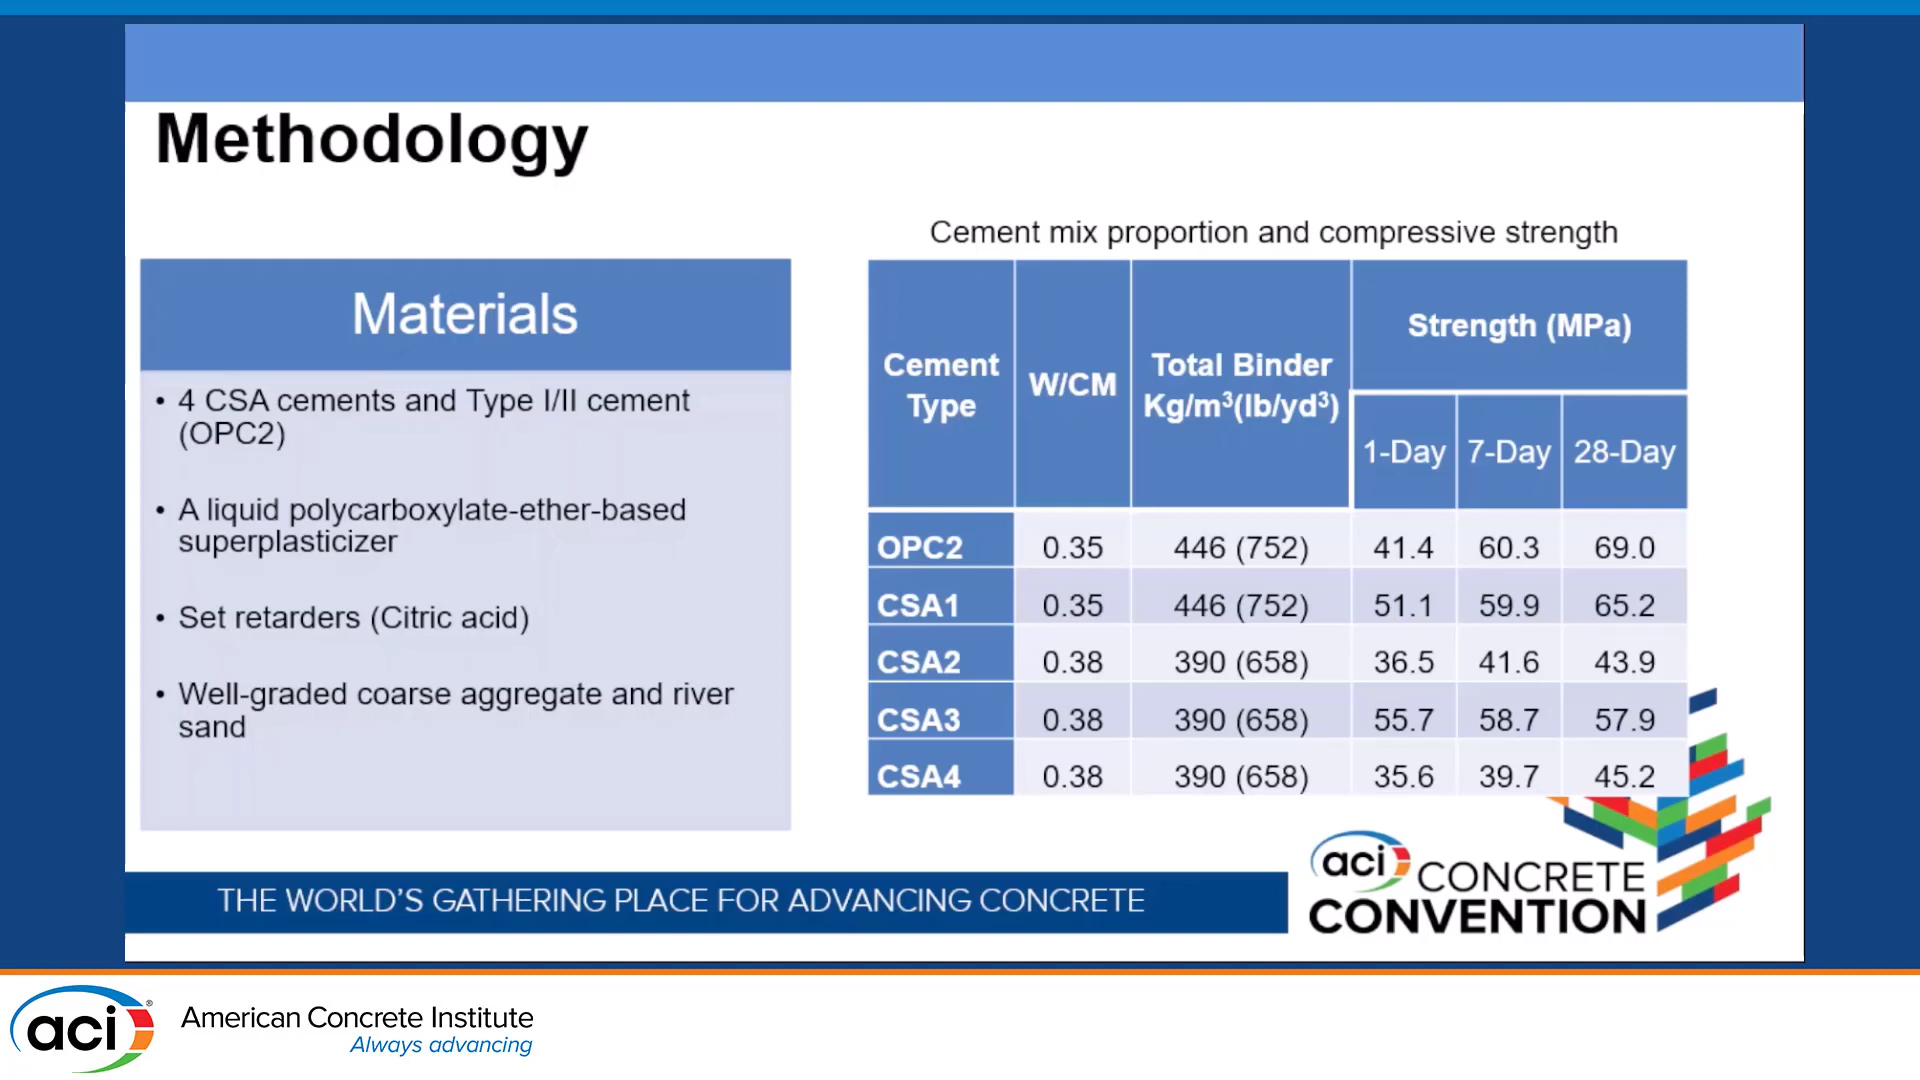 Methodology
Materials
• 4 CSA cements and Type I/II cement
(OPC2)
• A liquid polycarboxylate-ether-based
superplasticizer
• Set retarders (Citric acid)
• Well-graded coarse aggregate and river
sand
Cement mix proportion and compressive strength
Cement Type W/CM Total Binder Kg/m³(lb/yd³) Strength (MPa)
1-Day 7-Day 28-Day
OPC2 0.35 446 (752) 41.4 60.3 69.0
CSA1 0.35 446 (752) 51.1 59.9 65.2
CSA2 0.38 390 (658) 36.5 41.6 43.9
CSA3 0.38 390 (658) 55.7 58.7 57.9
CSA4 0.38 390 (658) 35.6 39.7 45.2
THE WORLD'S GATHERING PLACE FOR ADVANCING CONCRETE
aci CONCRETE
CONVENTION
aci®
American Concrete Institute
Always advancing